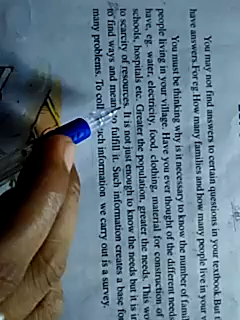 You may not find answers to certain questions in your textbook. But t
have answers. For eg. How many families and how many people live in your v
You must be thinking why is it necessary to know the number of famil
people living in your village. Have you ever thought of the different need
have, eg. water, electricity, food, clothing, material for construction of
schools, hospitals etc. Greater the population, greater the needs. This wo
to scarcity of resources. It is not just enough to know the needs but it is i
to find ways and means to fulfill it. Such information creates a base fo
many problems. To coll ch information we carry out is a survey.